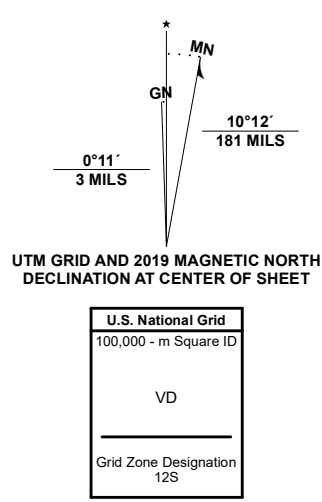 ★
MN
GN
10°12´
181 MILS
0°11´
3 MILS
UTM GRID AND 2019 MAGNETIC NORTH
DECLINATION AT CENTER OF SHEET
U.S. National Grid
100,000 - m Square ID
VD
Grid Zone Designation
12S